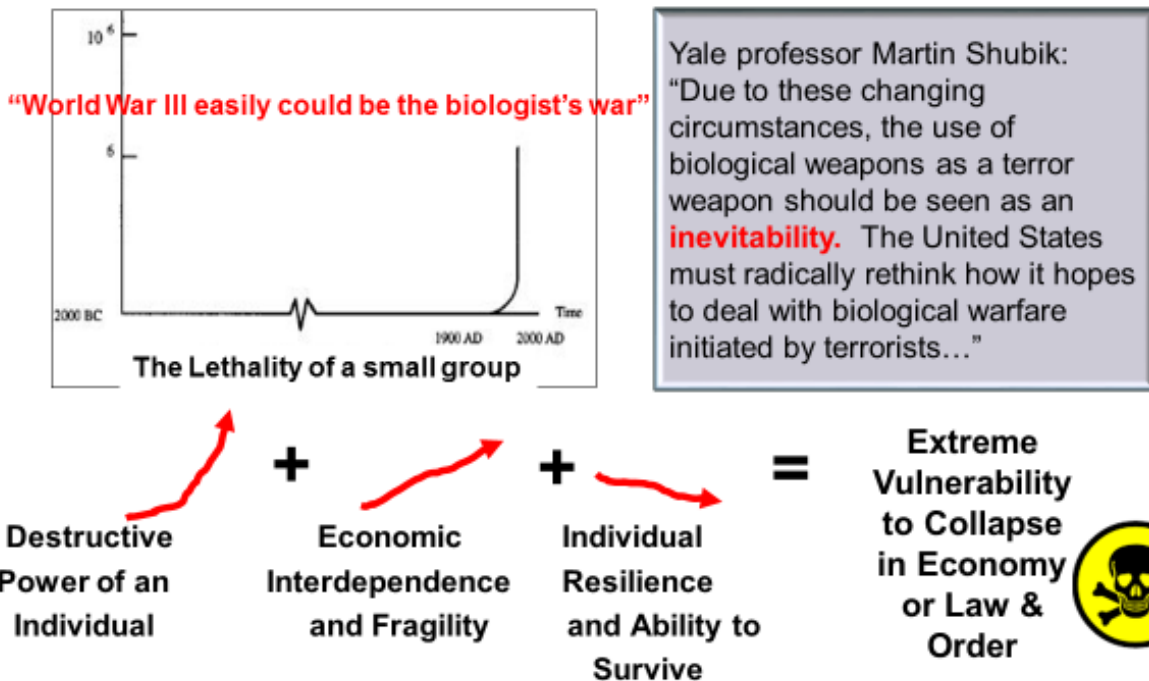 10 6
“World War III easily could be the biologist’s war”
6
2000 BC
Time
1900 AD
2000 AD
The Lethality of a small group
Yale professor Martin Shubik:
“Due to these changing
circumstances, the use of
biological weapons as a terror
weapon should be seen as an
inevitability. The United States
must radically rethink how it hopes
to deal with biological warfare
initiated by terrorists…”
+
+
=
Destructive
Power of an
Individual
Economic
Interdependence
and Fragility
Individual
Resilience
and Ability to
Survive
Extreme
Vulnerability
to Collapse
in Economy
or Law &
Order